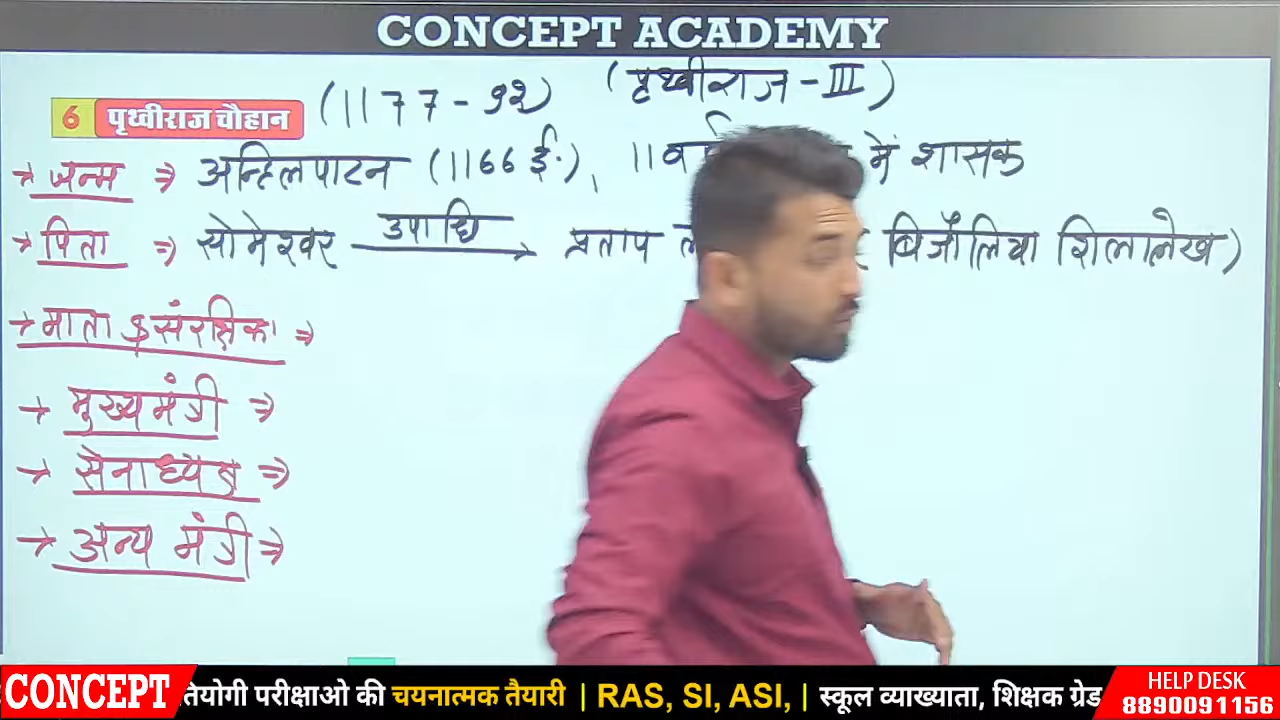 CONCEPT ACADEMY
6 पृथ्वीराज चौहान (1177-92) (पृथ्वीराज-III)
→ जन्म ⇒ अन्हिलपाटन (1166 ई.), 11 में शासक
→ पिता ⇒ सोमेश्वर उपाधि → प्रताप बिजौलिया शिलालेख)
→ माता & संरक्षिका ⇒
→ मुख्यमंत्री ⇒
→ सेनाध्यक्ष ⇒
→ अन्य मंत्री ⇒
CONCEPT तियोगी परीक्षाओ की चयनात्मक तैयारी | RAS, SI, ASI, | स्कूल व्याख्याता, शिक्षक ग्रेड HELP DESK
8890091156